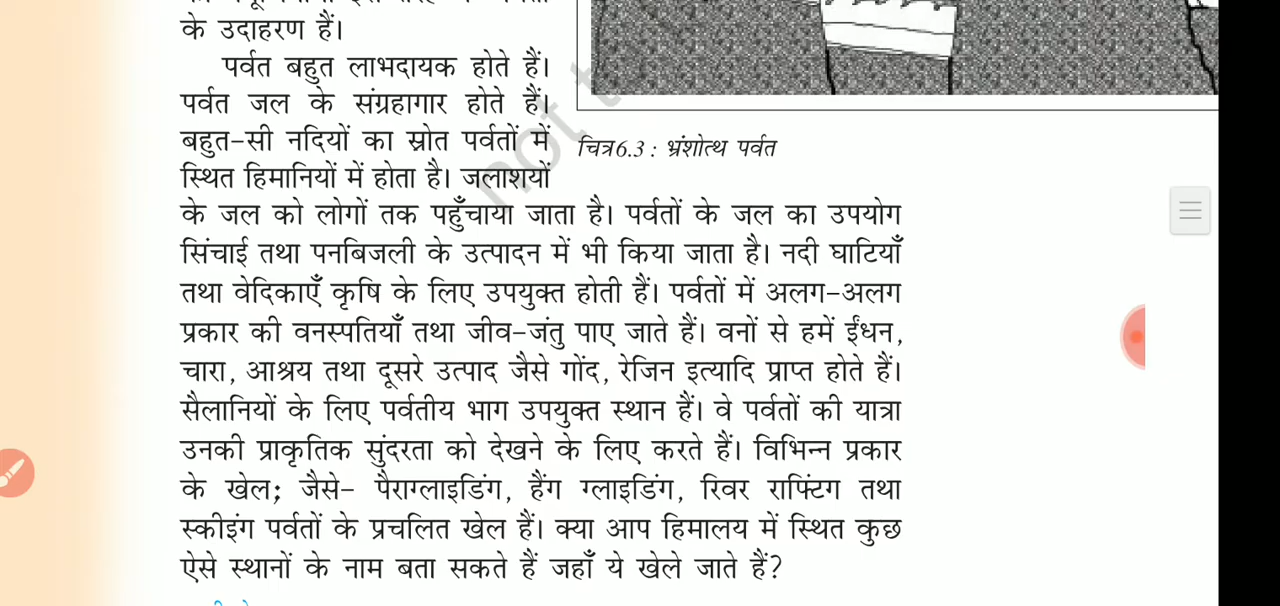 के उदाहरण हैं।
पर्वत बहुत लाभदायक होते हैं।
पर्वत जल के संग्रहागार होते हैं।
बहुत-सी नदियों का स्रोत पर्वतों में
स्थित हिमानियों में होता है। जलाशयों
not t
चित्र6.3 : भ्रंशोत्थ पर्वत
के जल को लोगों तक पहुँचाया जाता है। पर्वतों के जल का उपयोग
सिंचाई तथा पनबिजली के उत्पादन में भी किया जाता है। नदी घाटियाँ
तथा वेदिकाएँ कृषि के लिए उपयुक्त होती हैं। पर्वतों में अलग-अलग
प्रकार की वनस्पतियाँ तथा जीव-जंतु पाए जाते हैं। वनों से हमें ईंधन,
चारा, आश्रय तथा दूसरे उत्पाद जैसे गोंद, रेजिन इत्यादि प्राप्त होते हैं।
सैलानियों के लिए पर्वतीय भाग उपयुक्त स्थान हैं। वे पर्वतों की यात्रा
उनकी प्राकृतिक सुंदरता को देखने के लिए करते हैं। विभिन्न प्रकार
के खेल; जैसे- पैराग्लाइडिंग, हैंग ग्लाइडिंग, रिवर राफ्टिंग तथा
स्कीइंग पर्वतों के प्रचलित खेल हैं। क्या आप हिमालय में स्थित कुछ
ऐसे स्थानों के नाम बता सकते हैं जहाँ ये खेले जाते हैं?